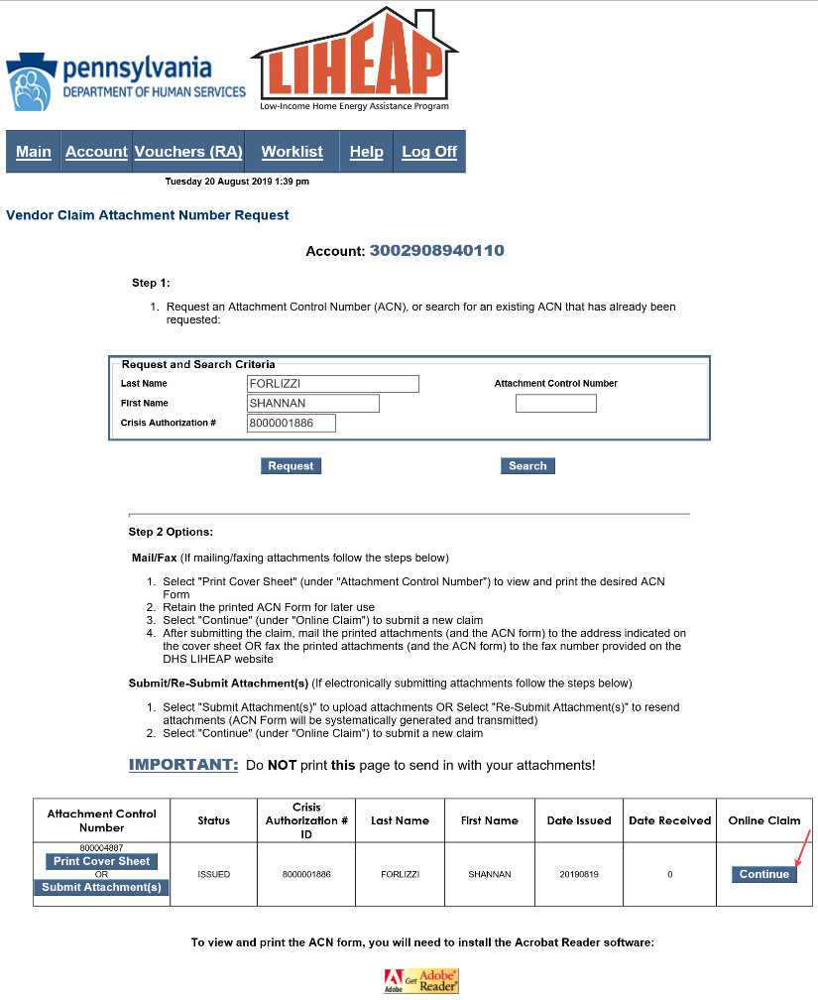 pennsylvania
DEPARTMENT OF HUMAN SERVICES
LIHEAP
Low-Income Home Energy Assistance Program
Main Account Vouchers (RA) Worklist Help Log Off
Tuesday 20 August 2019 1:39 pm
Vendor Claim Attachment Number Request
Account: 3002908940110
Step 1:
1. Request an Attachment Control Number (ACN), or search for an existing ACN that has already been
requested:
Request and Search Criteria
Last Name FORLIZZI Attachment Control Number
First Name SHANNAN
Crisis Authorization # 8000001886
Request Search
Step 2 Options:
Mail/Fax (If mailing/faxing attachments follow the steps below)
1. Select "Print Cover Sheet" (under "Attachment Control Number") to view and print the desired ACN
Form
2. Retain the printed ACN Form for later use
3. Select "Continue" (under "Online Claim") to submit a new claim
4. After submitting the claim, mail the printed attachments (and the ACN form) to the address indicated on
the cover sheet OR fax the printed attachments (and the ACN form) to the fax number provided on the
DHS LIHEAP website
Submit/Re-Submit Attachment(s) (If electronically submitting attachments follow the steps below)
1. Select "Submit Attachment(s)" to upload attachments OR Select "Re-Submit Attachment(s)" to resend
attachments (ACN Form will be systematically generated and transmitted)
2. Select "Continue" (under "Online Claim") to submit a new claim
IMPORTANT: Do NOT print this page to send in with your attachments!
Attachment Control
Number
Status
Crisis
Authorization #
ID
Last Name
First Name
Date Issued
Date Received
Online Claim
800004887
Print Cover Sheet
OR
Submit Attachment(s)
ISSUED
8000001886
FORLIZZI
SHANNAN
20190819
0
Continue
To view and print the ACN form, you will need to install the Acrobat Reader software:
Adobe
Get Adobe®
Reader®